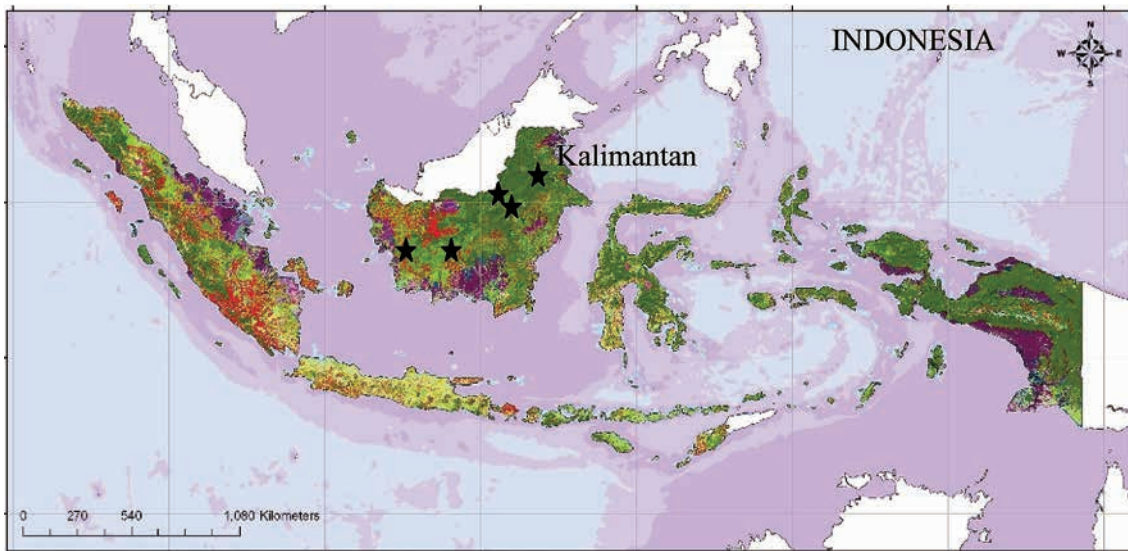 INDONESIA
N
W E
S
Kalimantan
0 270 540 1,080 Kilometers